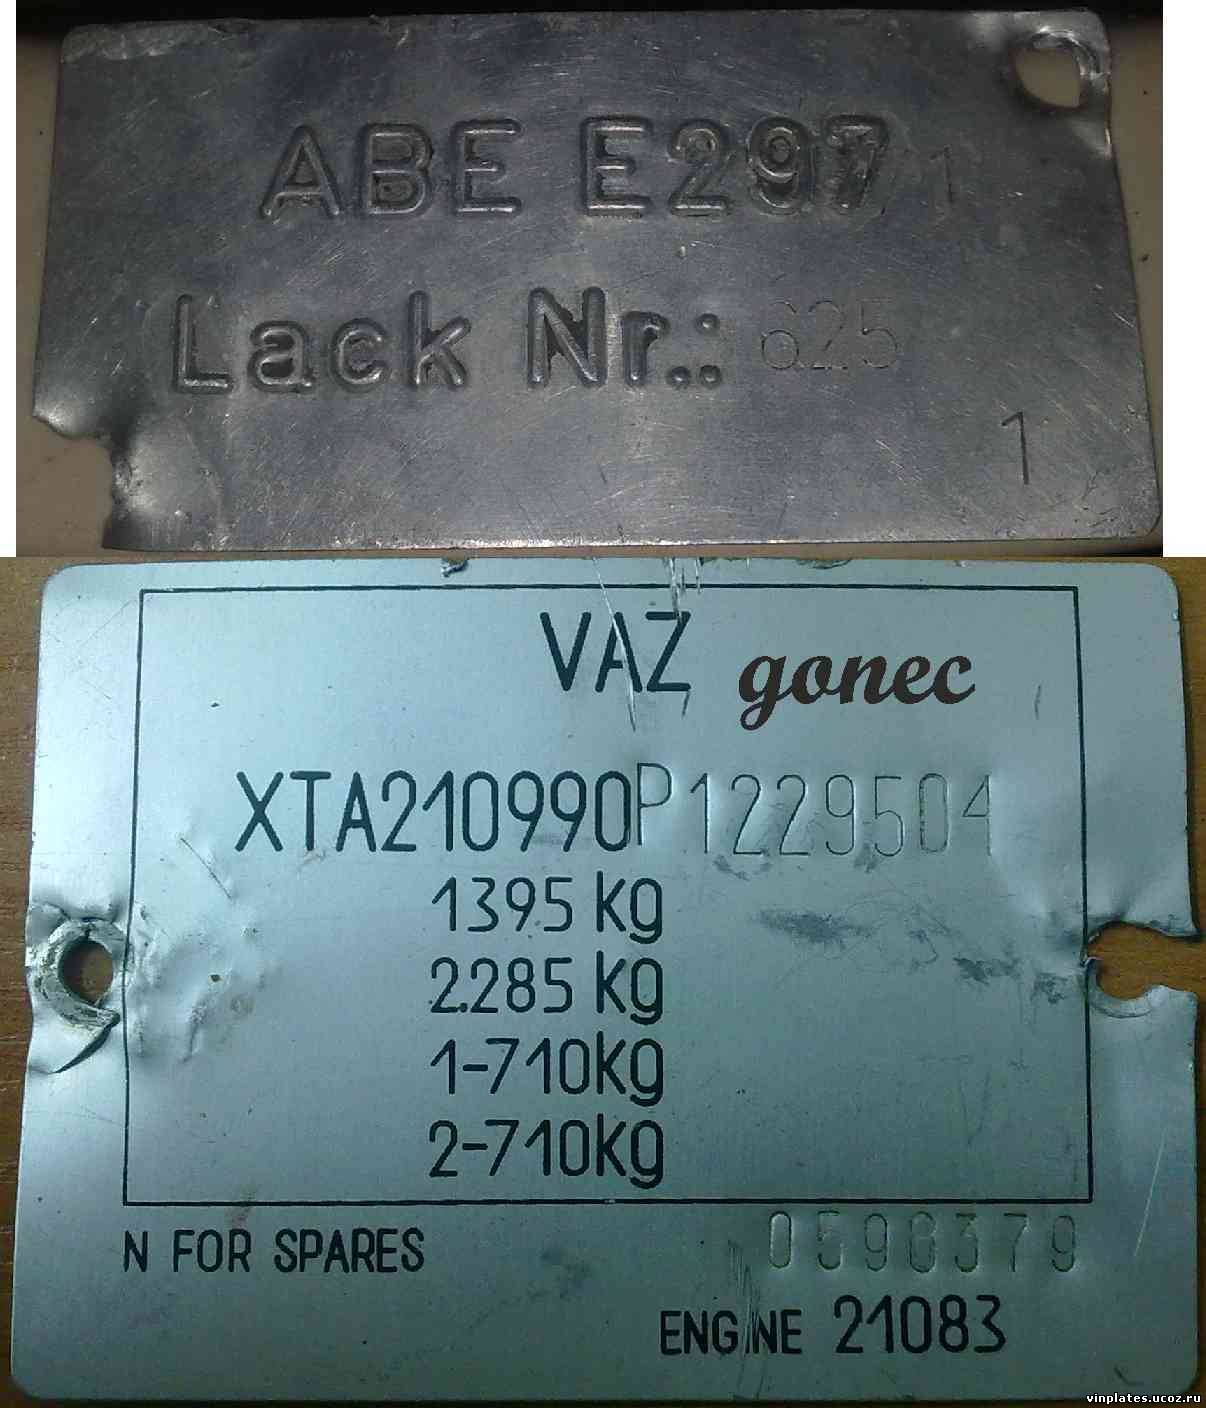 ABE E297/1
Lack Nr.: 625
1
VAZ gonec
XTA210990P1229504
1395 kg
2.285 kg
1-710kg
2-710kg
N FOR SPARES 0598379
ENGINE 21083
vinplates.ucoz.ru